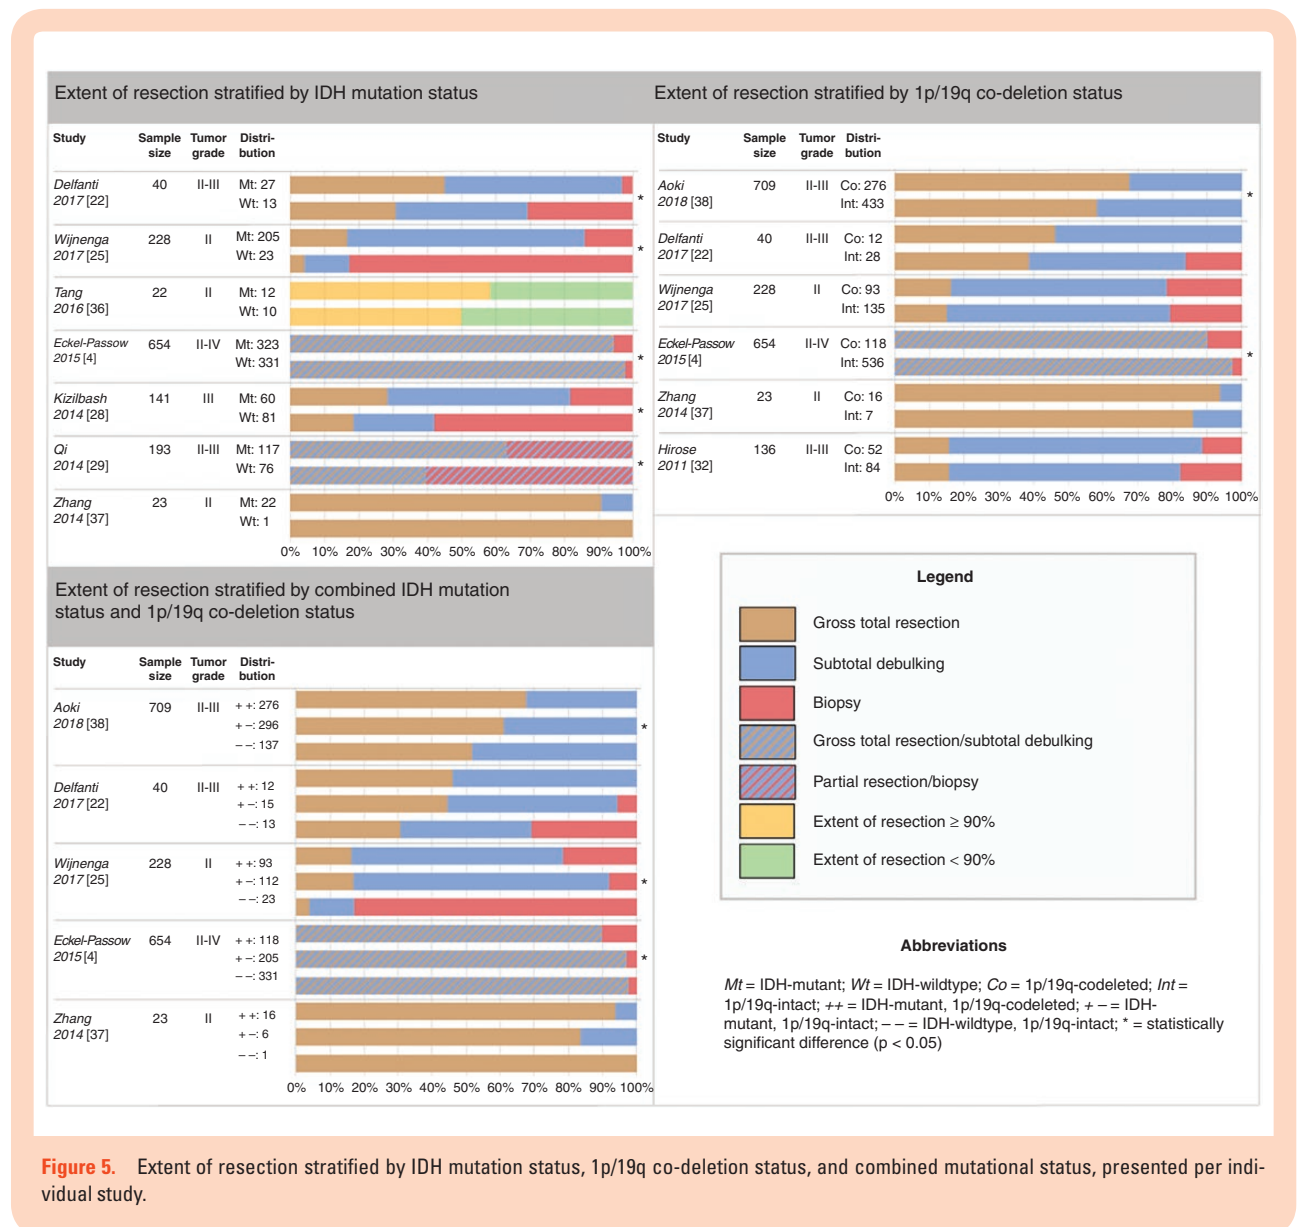 Extent of resection stratified by IDH mutation status
Study Sample size Tumor grade Distri-bution
Delfanti 2017 [22] 40 II-III Mt: 27 Wt: 13 *
Wijnenga 2017 [25] 228 II Mt: 205 Wt: 23 *
Tang 2016 [36] 22 II Mt: 12 Wt: 10
Eckel-Passow 2015 [4] 654 II-IV Mt: 323 Wt: 331 *
Kizilbash 2014 [28] 141 III Mt: 60 Wt: 81 *
Qi 2014 [29] 193 II-III Mt: 117 Wt: 76 *
Zhang 2014 [37] 23 II Mt: 22 Wt: 1
0% 10% 20% 30% 40% 50% 60% 70% 80% 90% 100%
Extent of resection stratified by 1p/19q co-deletion status
Study Sample size Tumor grade Distri-bution
Aoki 2018 [38] 709 II-III Co: 276 Int: 433 *
Delfanti 2017 [22] 40 II-III Co: 12 Int: 28
Wijnenga 2017 [25] 228 II Co: 93 Int: 135
Eckel-Passow 2015 [4] 654 II-IV Co: 118 Int: 536 *
Zhang 2014 [37] 23 II Co: 16 Int: 7
Hirose 2011 [32] 136 II-III Co: 52 Int: 84
0% 10% 20% 30% 40% 50% 60% 70% 80% 90% 100%
Extent of resection stratified by combined IDH mutation
status and 1p/19q co-deletion status
Study Sample size Tumor grade Distri-bution
Aoki 2018 [38] 709 II-III + +: 276 + –: 296 – –: 137 *
Delfanti 2017 [22] 40 II-III + +: 12 + –: 15 – –: 13
Wijnenga 2017 [25] 228 II + +: 93 + –: 112 – –: 23 *
Eckel-Passow 2015 [4] 654 II-IV + +: 118 + –: 205 – –: 331 *
Zhang 2014 [37] 23 II + +: 16 + –: 6 – –: 1
0% 10% 20% 30% 40% 50% 60% 70% 80% 90% 100%
Legend
Gross total resection
Subtotal debulking
Biopsy
Gross total resection/subtotal debulking
Partial resection/biopsy
Extent of resection ≥ 90%
Extent of resection < 90%
Abbreviations
Mt = IDH-mutant; Wt = IDH-wildtype; Co = 1p/19q-codeleted; Int =
1p/19q-intact; ++ = IDH-mutant, 1p/19q-codeleted; + – = IDH-
mutant, 1p/19q-intact; – – = IDH-wildtype, 1p/19q-intact; * = statistically
significant difference (p < 0.05)
Figure 5. Extent of resection stratified by IDH mutation status, 1p/19q co-deletion status, and combined mutational status, presented per indi-
vidual study.